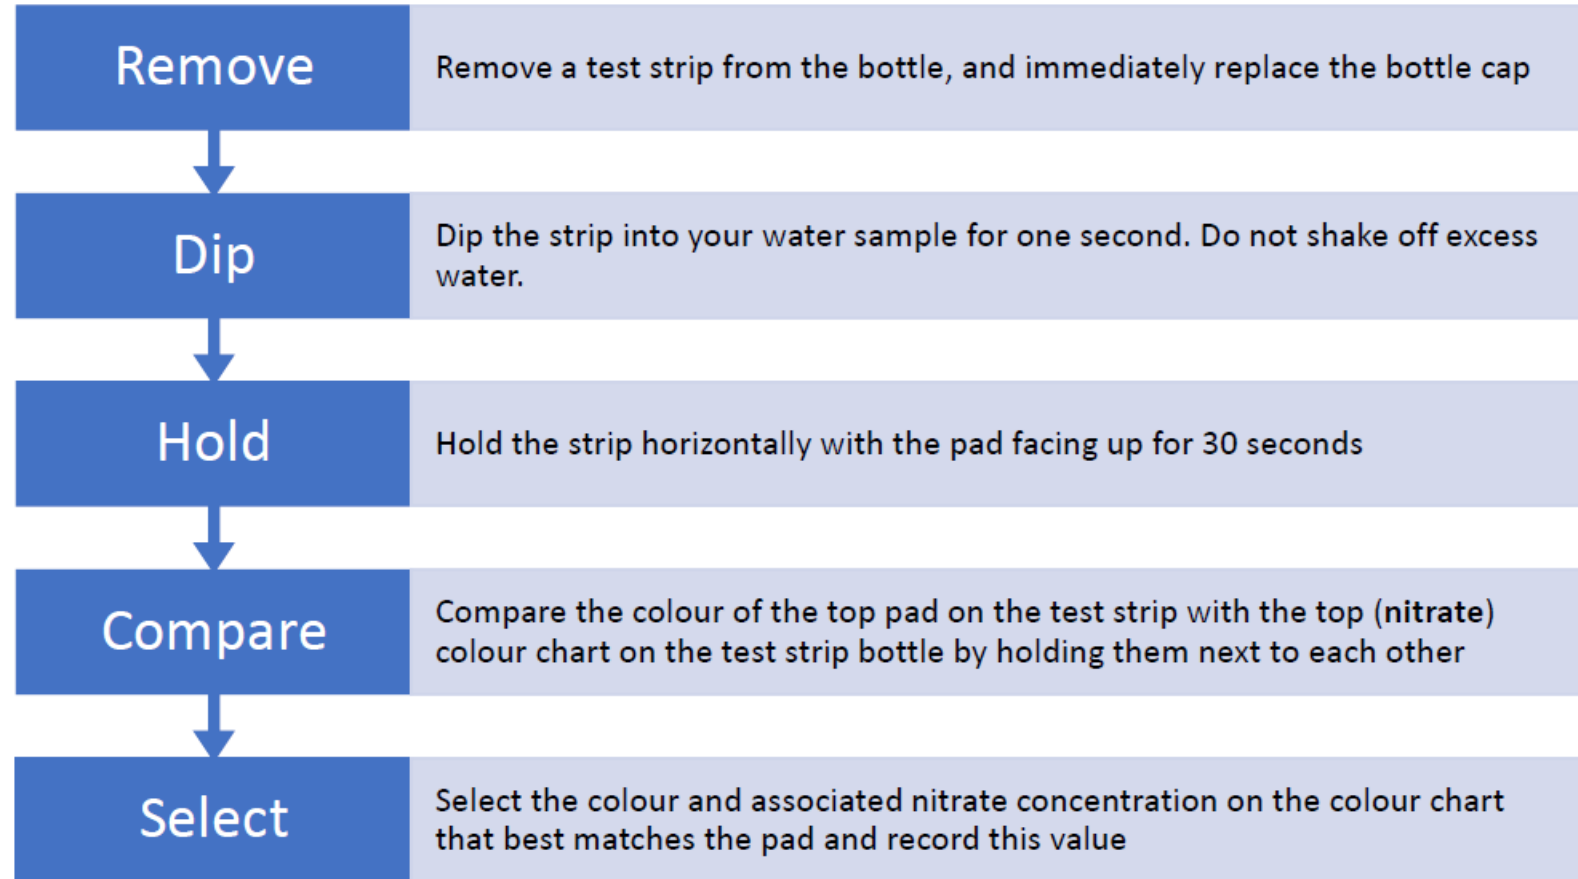 Remove
Remove a test strip from the bottle, and immediately replace the bottle cap
Dip
Dip the strip into your water sample for one second. Do not shake off excess
water.
Hold
Hold the strip horizontally with the pad facing up for 30 seconds
Compare
Compare the colour of the top pad on the test strip with the top (nitrate)
colour chart on the test strip bottle by holding them next to each other
Select
Select the colour and associated nitrate concentration on the colour chart
that best matches the pad and record this value